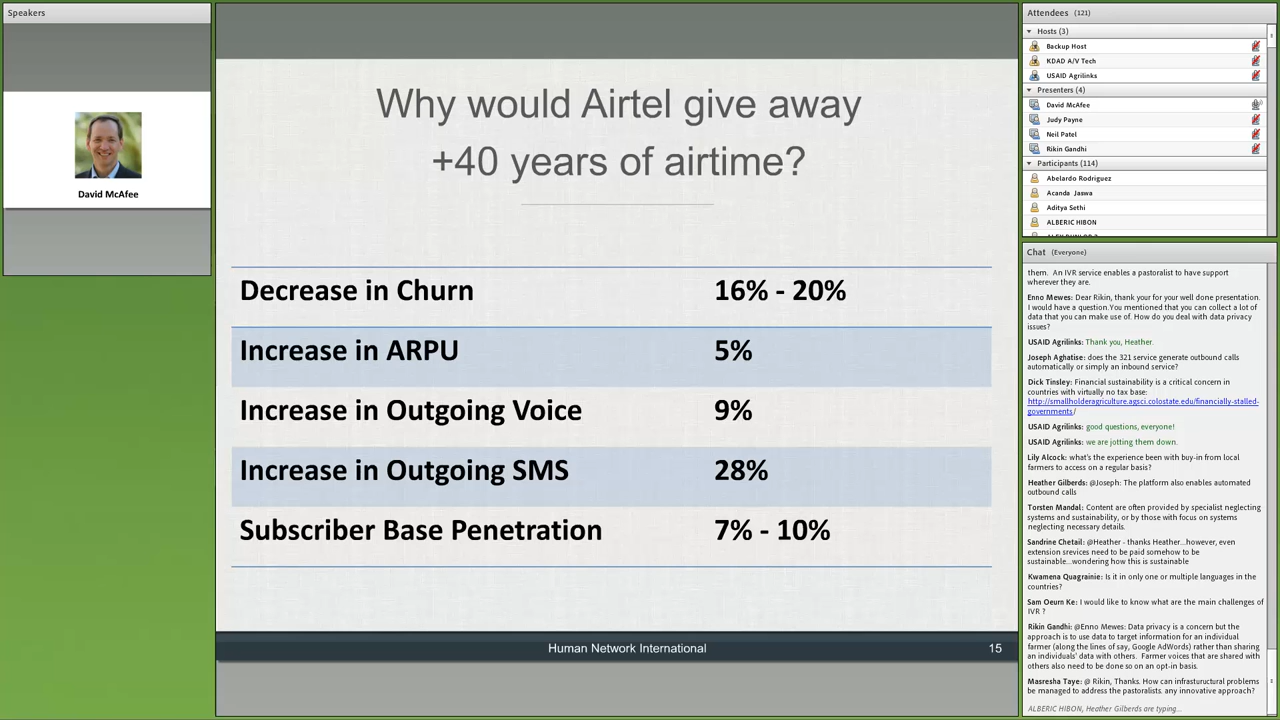 Speakers
David McAfee
Why would Airtel give away
+40 years of airtime?
Decrease in Churn 16% - 20%
Increase in ARPU 5%
Increase in Outgoing Voice 9%
Increase in Outgoing SMS 28%
Subscriber Base Penetration 7% - 10%
Human Network International 15
Attendees (121)
Hosts (3)
Backup Host
KDAD A/V Tech
USAID Agrilinks
Presenters (4)
David McAfee
Judy Payne
Neil Patel
Rikin Gandhi
Participants (114)
Abelardo Rodriguez
Acanda Jaswa
Aditya Sethi
ALBERIC HIBON
Chat (Everyone)
them. An IVR service enables a pastoralist to have support
wherever they are.
Enno Mewes: Dear Rikin, thank your for your well done presentation.
I would have a question.You mentioned that you can collect a lot of
data that you can make use of. How do you deal with data privacy
issues?
USAID Agrilinks: Thank you, Heather.
Joseph Aghatise: does the 321 service generate outbound calls
automatically or simply an inbound service?
Dick Tinsley: Financial sustainability is a critical concern in
countries with virtually no tax base:
http://smallholderagriculture.agsci.colostate.edu/financially-stalled-
governments/
USAID Agrilinks: good questions, everyone!
USAID Agrilinks: we are jotting them down.
Lily Alcock: what's the experience been with buy-in from local
farmers to access on a regular basis?
Heather Gilberds: @Joseph: The platform also enables automated
outbound calls
Torsten Mandal: Content are often provided by specialist neglecting
systems and sustainability, or by those with focus on systems
neglecting necessary details.
Sandrine Chetail: @Heather - thanks Heather...however, even
extension srevices need to be paid somehow to be
sustainable...wondering how this is sustainable
Kwamena Quagrainie: Is it in only one or multiple languages in the
countries?
Sam Oeurn Ke: I would like to know what are the main challenges of
IVR ?
Rikin Gandhi: @Enno Mewes: Data privacy is a concern but the
approach is to use data to target information for an individual
farmer (along the lines of say, Google AdWords) rather than sharing
an individuals' data with others. Farmer voices that are shared with
others also need to be done so on an opt-in basis.
Masresha Taye: @ Rikin, Thanks. How can infrasturuсtural problems
be managed to address the pastoralists. any innovative approach?
ALBERIC HIBON, Heather Gilberds are typing...